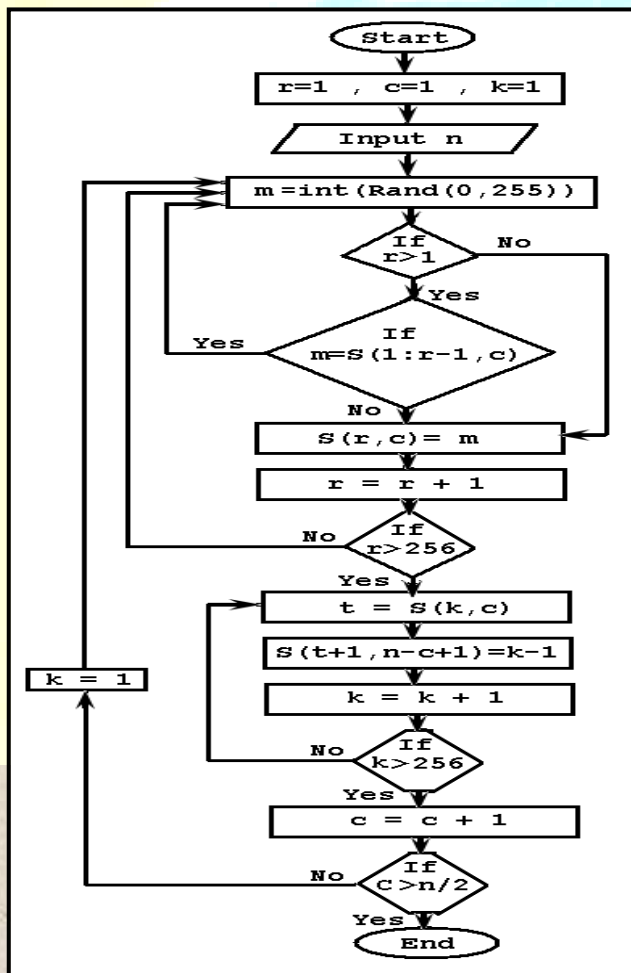 Start
r=1 , c=1 , k=1
Input n
m=int(Rand(0,255))
If
r>1
No
Yes
If
m=S(1:r-1,c)
Yes
No
S(r,c)= m
r = r + 1
If
r>256
No
Yes
t = S(k,c)
S(t+1,n-c+1)=k-1
k = 1
k = k + 1
If
k>256
No
Yes
c = c + 1
If
C>n/2
No
Yes
End